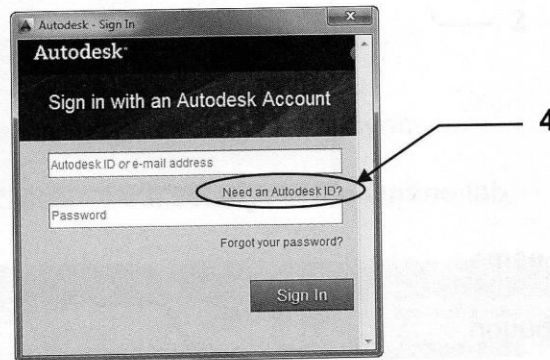 Autodesk - Sign In
Autodesk
Sign in with an Autodesk Account
4
Autodesk ID or e-mail address
Need an Autodesk ID?
Password
Forgot your password?
Sign In